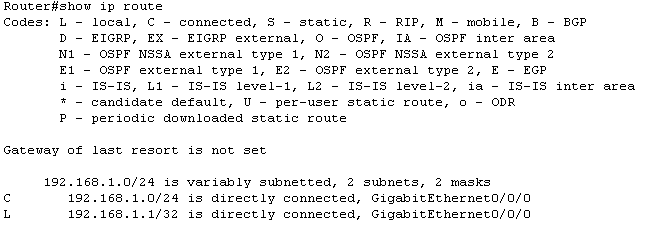 Router#show ip route
Codes: L - local, C - connected, S - static, R - RIP, M - mobile, B - BGP
       D - EIGRP, EX - EIGRP external, O - OSPF, IA - OSPF inter area
       N1 - OSPF NSSA external type 1, N2 - OSPF NSSA external type 2
       E1 - OSPF external type 1, E2 - OSPF external type 2, E - EGP
       i - IS-IS, L1 - IS-IS level-1, L2 - IS-IS level-2, ia - IS-IS inter area
       * - candidate default, U - per-user static route, o - ODR
       P - periodic downloaded static route

Gateway of last resort is not set

     192.168.1.0/24 is variably subnetted, 2 subnets, 2 masks
C       192.168.1.0/24 is directly connected, GigabitEthernet0/0/0
L       192.168.1.1/32 is directly connected, GigabitEthernet0/0/0